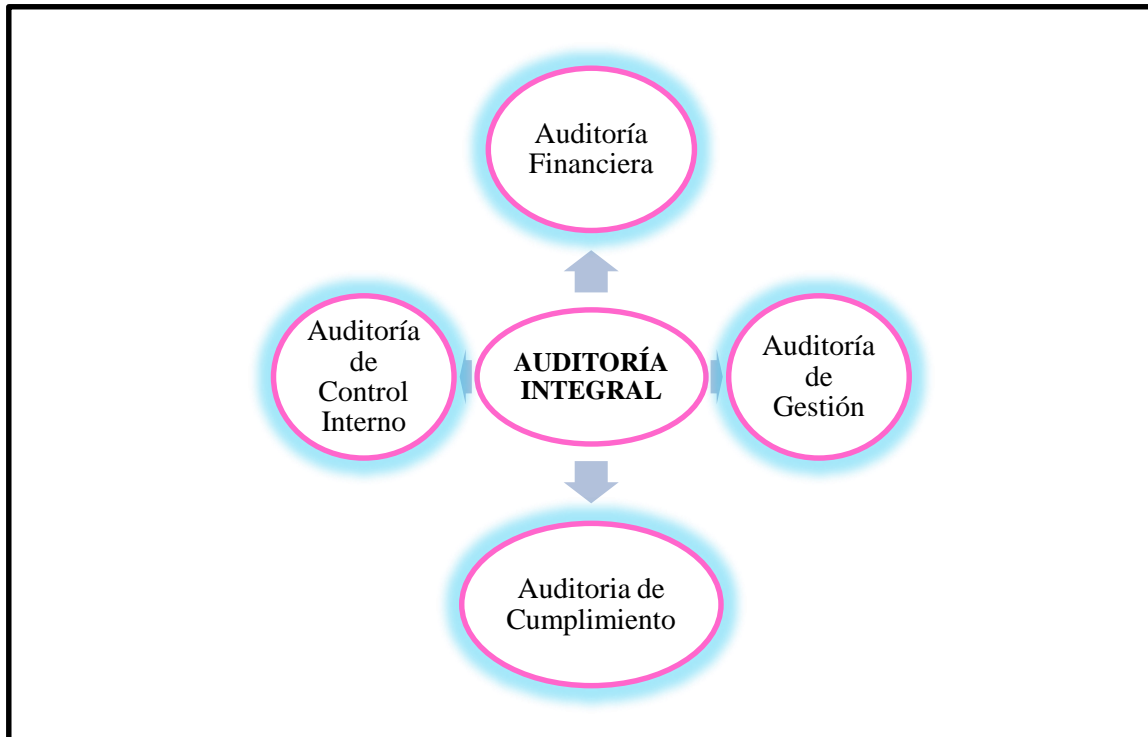 Auditoría
Financiera
Auditoría
de
Control
Interno
AUDITORÍA
INTEGRAL
Auditoría
de
Gestión
Auditoria de
Cumplimiento